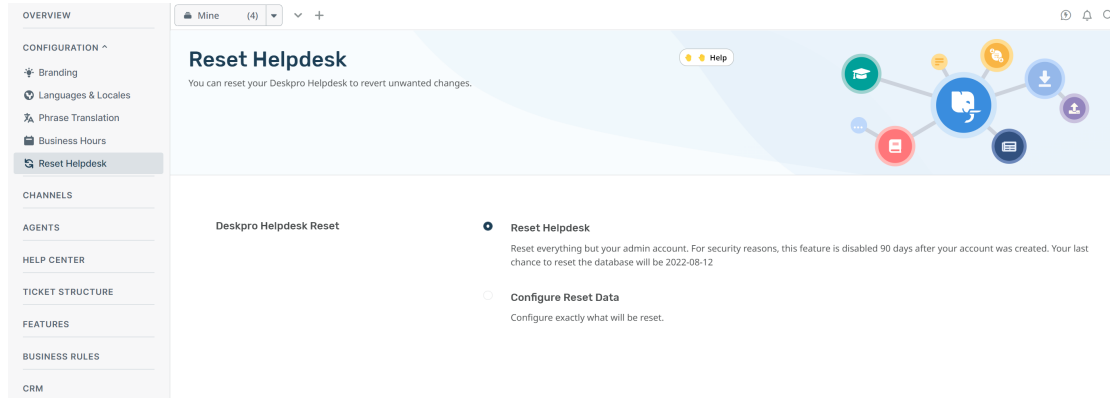 OVERVIEW
CONFIGURATION ^
Branding
Languages & Locales
Phrase Translation
Business Hours
Reset Helpdesk
CHANNELS
AGENTS
HELP CENTER
TICKET STRUCTURE
FEATURES
BUSINESS RULES
CRM
Mine (4)
Reset Helpdesk
You can reset your Deskpro Helpdesk to revert unwanted changes.
Help
Deskpro Helpdesk Reset
Reset Helpdesk
Reset everything but your admin account. For security reasons, this feature is disabled 90 days after your account was created. Your last
chance to reset the database will be 2022-08-12
Configure Reset Data
Configure exactly what will be reset.